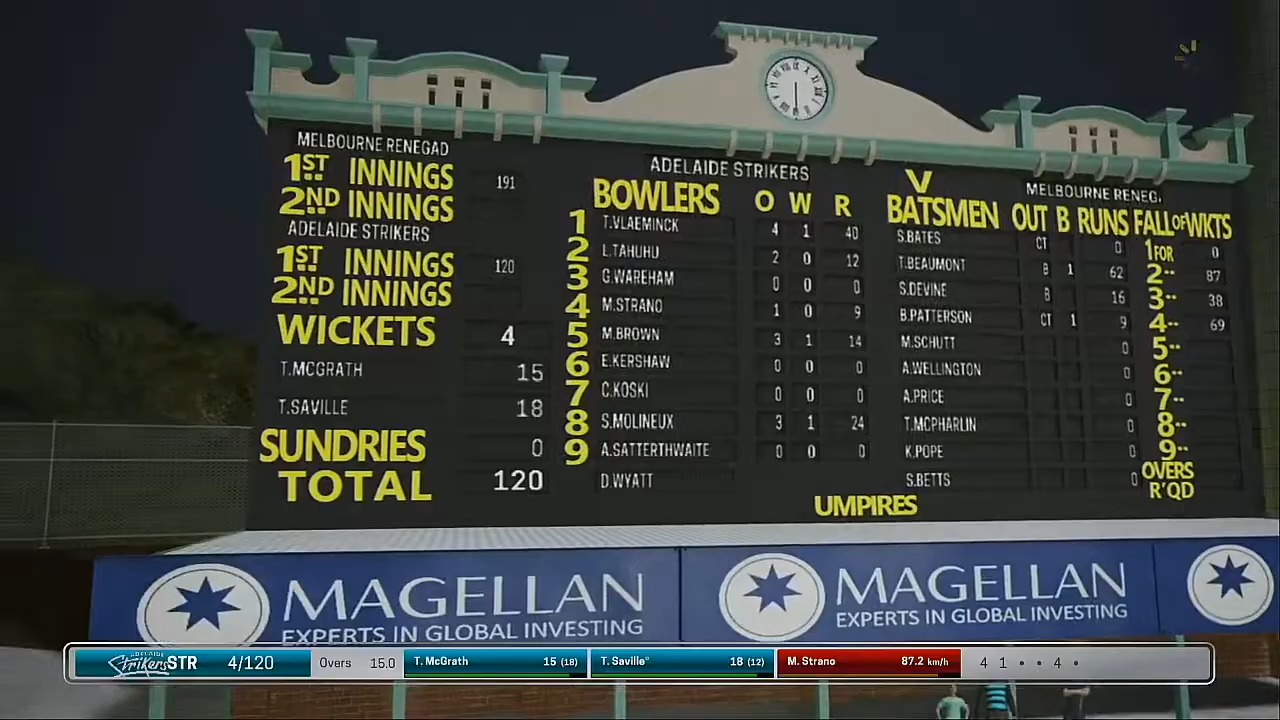 MELBOURNE RENEGAD
1ST INNINGS 191
2ND INNINGS
ADELAIDE STRIKERS
1ST INNINGS 120
2ND INNINGS
WICKETS 4
T.MCGRATH 15
T.SAVILLE 18
SUNDRIES 0
TOTAL 120
ADELAIDE STRIKERS
BOWLERS O W R
1 T.VLAEMINCK 4 1 40
2 L.TAHUHU 2 0 12
3 G.WAREHAM 0 0 0
4 M.STRANO 1 0 9
5 M.BROWN 3 1 14
6 E.KERSHAW 0 0 0
7 C.KOSKI 0 0 0
8 S.MOLINEUX 3 1 24
9 A.SATTERTHWAITE 0 0 0
D.WYATT
V MELBOURNE RENEG
BATSMEN OUT B RUNS FALL OF WKTS
S.BATES CT 0 1 FOR 0
T.BEAUMONT B 1 62 2 " 87
S.DEVINE B 16 3 " 38
B.PATTERSON CT 1 9 4 " 69
M.SCHUTT 0 5 "
A.WELLINGTON 0 6 "
A.PRICE 0 7 "
T.MCPHARLIN 0 8 "
K.POPE 0 9 "
S.BETTS 0 OVERS R'QD
UMPIRES
MAGELLAN
EXPERTS IN GLOBAL INVESTING
MAGELLAN
EXPERTS IN GLOBAL INVESTING
ADELAIDE Strikers STR 4/120 Overs 15.0 T. McGrath 15 (18) T. Saville* 18 (12) M. Strano 87.2 km/h 4 1 • • 4 •